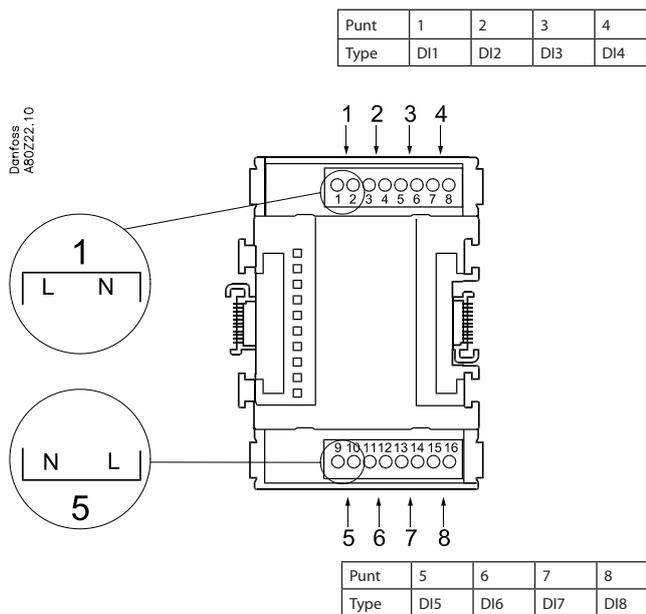 Punt 1 2 3 4
Type DI1 DI2 DI3 DI4
Danfoss
A80Z22.10
1 2 3 4
1 2 3 4 5 6 7 8
1
L N
9 10 11 12 13 14 15 16
N L
5
5 6 7 8
Punt 5 6 7 8
Type DI5 DI6 DI7 DI8